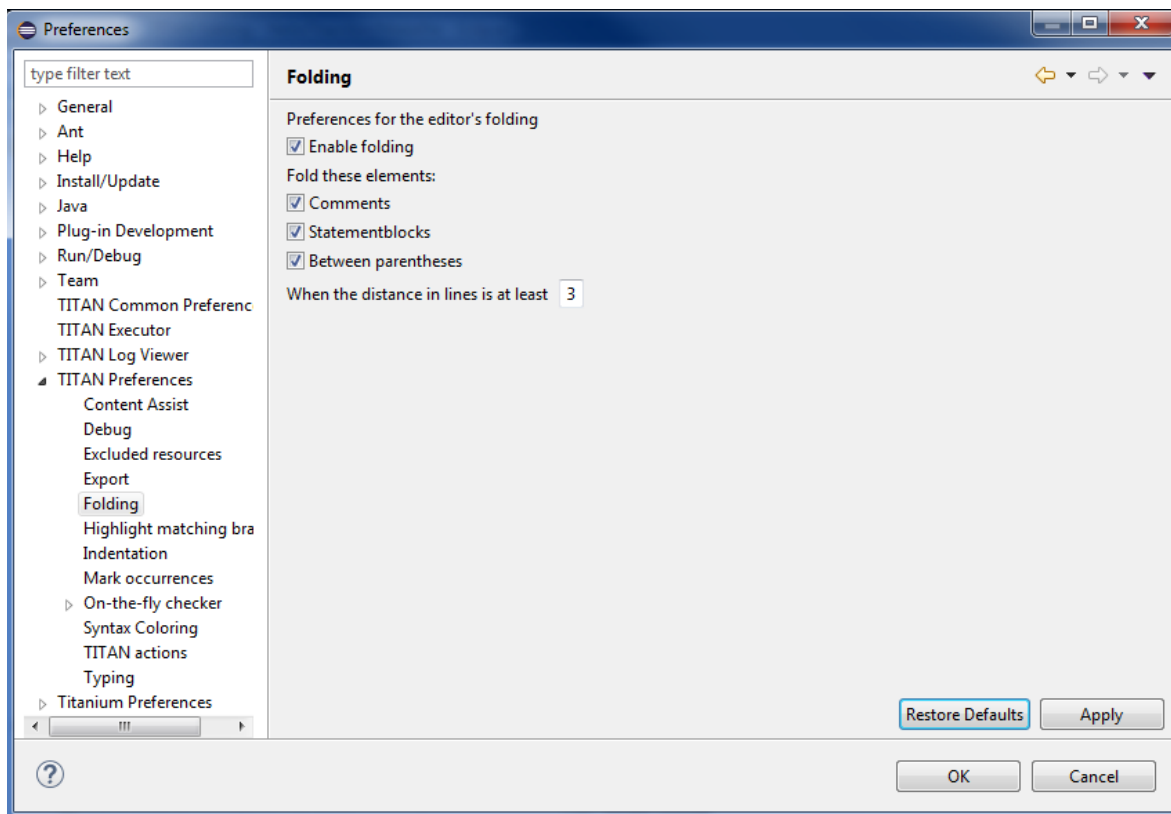 Preferences
type filter text
General
Ant
Help
Install/Update
Java
Plug-in Development
Run/Debug
Team
TITAN Common Preferenc
TITAN Executor
TITAN Log Viewer
TITAN Preferences
Content Assist
Debug
Excluded resources
Export
Folding
Highlight matching bra
Indentation
Mark occurrences
On-the-fly checker
Syntax Coloring
TITAN actions
Typing
Titanium Preferences
Folding
Preferences for the editor's folding
Enable folding
Fold these elements:
Comments
Statementblocks
Between parentheses
When the distance in lines is at least 3
Restore Defaults Apply
OK Cancel